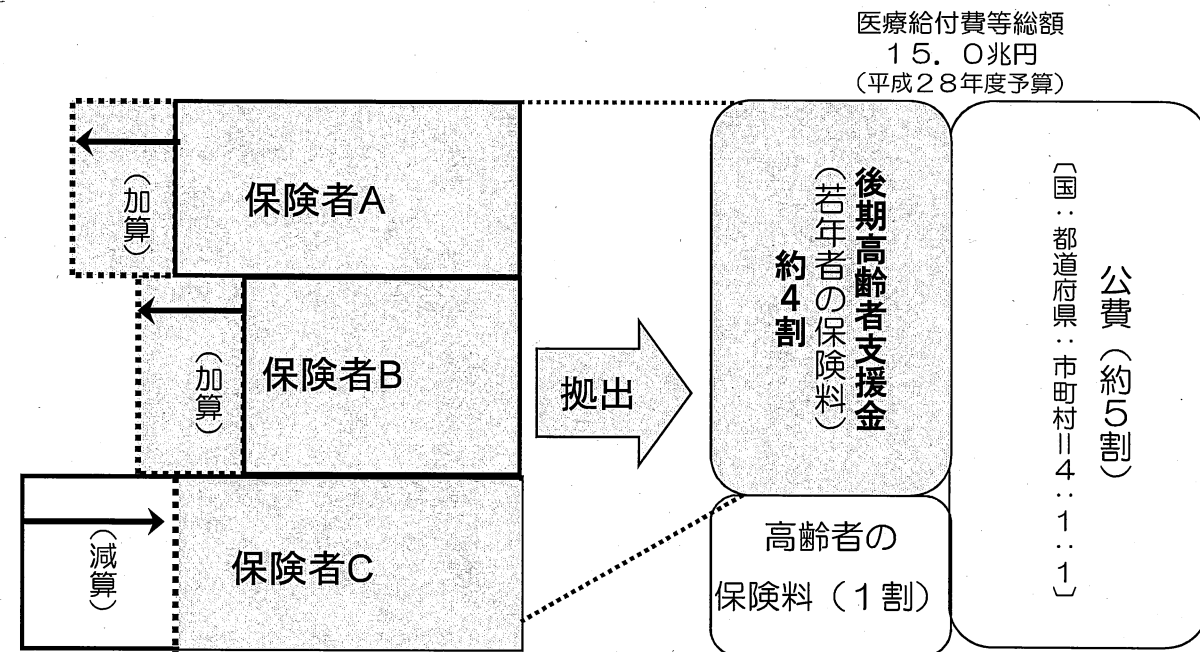 医療給付費等総額
１５．０兆円
（平成２８年度予算）
（加算）
保険者A
（加算）
保険者B
（減算）
保険者C
拠出
後期高齢者支援金
（若年者の保険料）
約４割
高齢者の
保険料（１割）
公費（約５割）
〔国：都道府県：市町村＝４：１：１〕